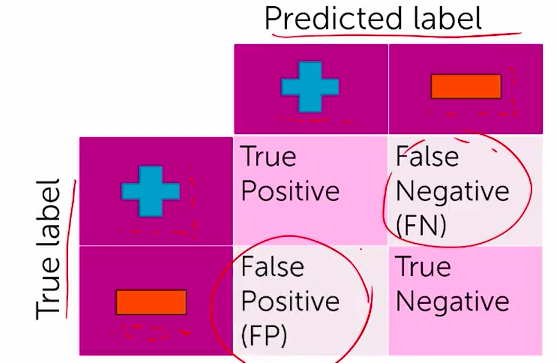 Predicted label
True label
True
Positive
False
Negative
(FN)
False
Positive
(FP)
True
Negative